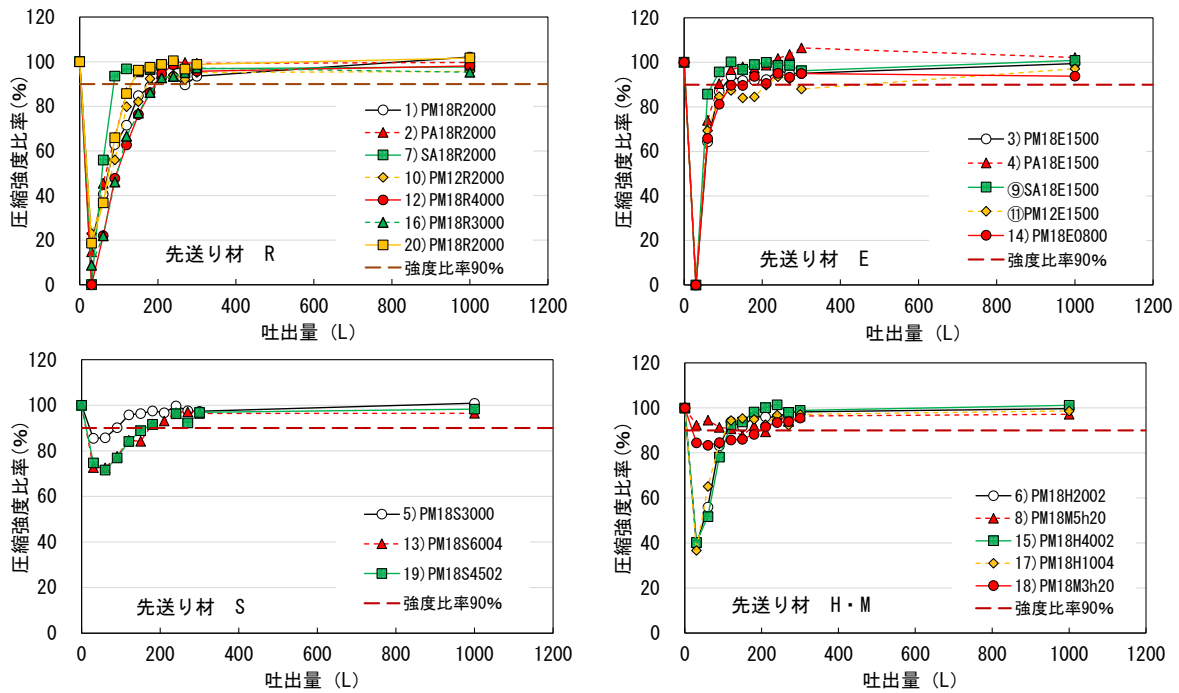 120
100
80
60
40
20
0
0
200
400
600
800
1000
1200
圧縮強度比率(%)
吐出量 (L)
先送り材 R
1)PM18R2000
2)PA18R2000
7)SA18R2000
10)PM12R2000
12)PM18R4000
16)PM18R3000
20)PM18R2000
強度比率90%
120
100
80
60
40
20
0
0
200
400
600
800
1000
1200
圧縮強度比率(%)
吐出量 (L)
先送り材 E
3)PM18E1500
4)PA18E1500
⑨SA18E1500
⑪PM12E1500
14)PM18E0800
強度比率90%
120
100
80
60
40
20
0
0
200
400
600
800
1000
1200
圧縮強度比率(%)
吐出量 (L)
先送り材 S
5)PM18S3000
13)PM18S6004
19)PM18S4502
強度比率90%
120
100
80
60
40
20
0
0
200
400
600
800
1000
1200
圧縮強度比率(%)
吐出量 (L)
先送り材 H・M
6)PM18H2002
8)PM18M5h20
15)PM18H4002
17)PM18H1004
18)PM18M3h20
強度比率90%